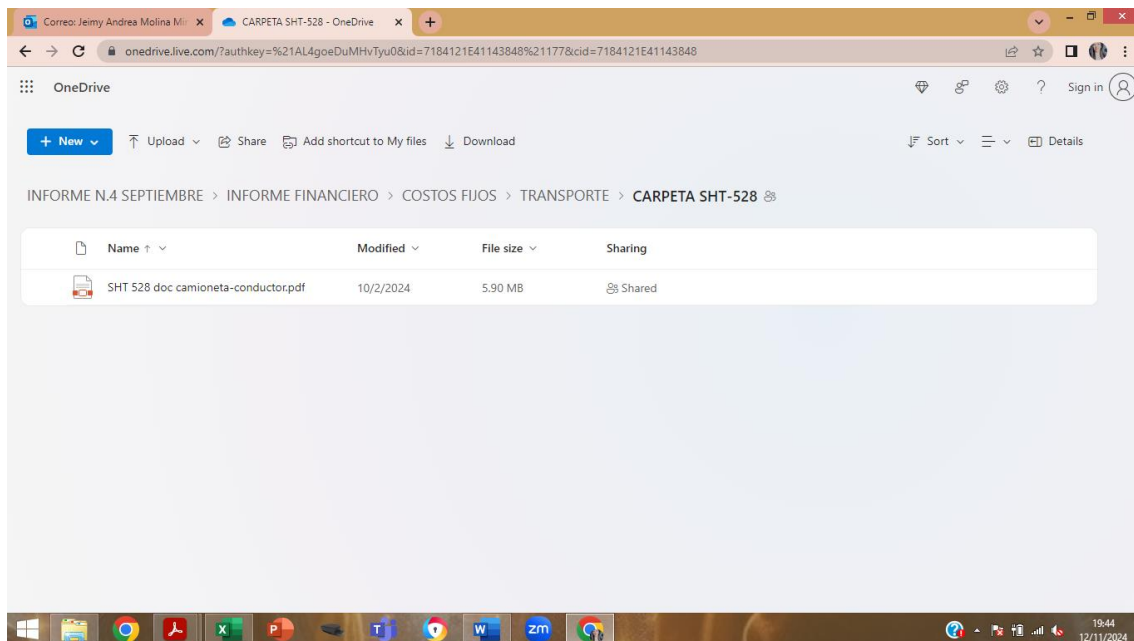 Correo: Jeimy Andrea Molina Mir
CARPETA SHT-528 - OneDrive
onedrive.live.com/?authkey=%21AL4goeDuMHvTyu0&id=7184121E41143848%21177&cid=7184121E41143848
OneDrive
Sign in
+ New
Upload
Share
Add shortcut to My files
Download
Sort
Details
INFORME N.4 SEPTIEMBRE > INFORME FINANCIERO > COSTOS FIJOS > TRANSPORTE > CARPETA SHT-528
Name ↑ Modified File size Sharing
SHT 528 doc camioneta-conductor.pdf 10/2/2024 5.90 MB Shared
19:44
12/11/2024